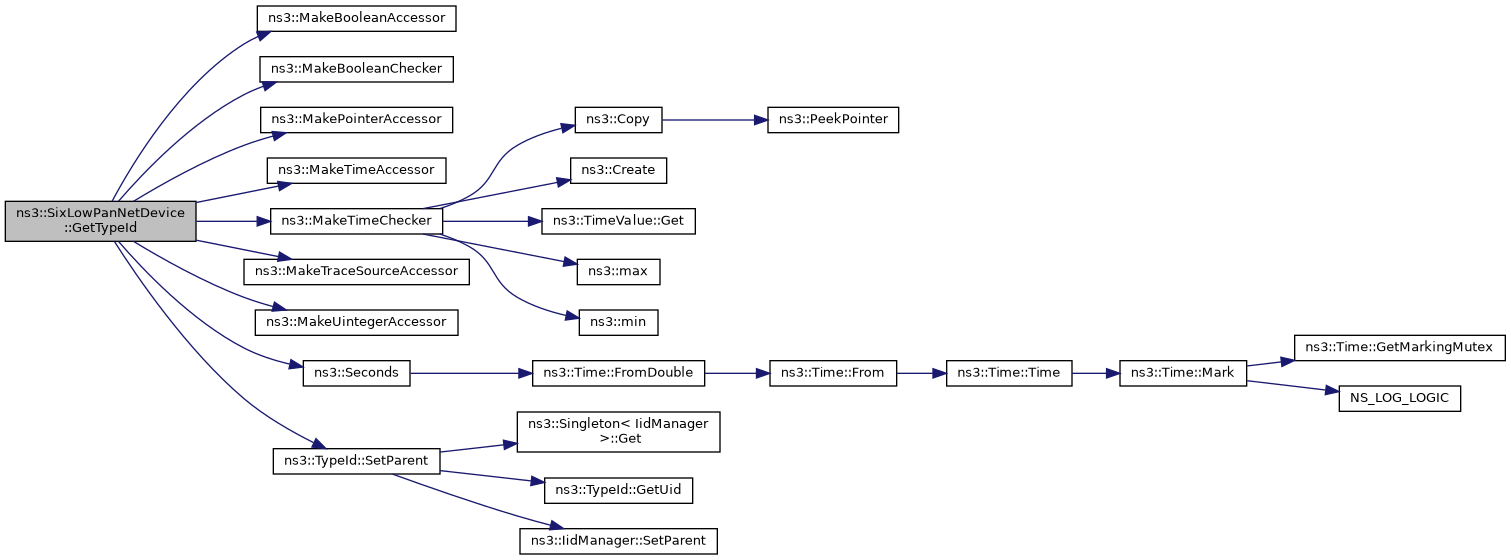 ns3::MakeBooleanAccessor
ns3::MakeBooleanChecker
ns3::MakePointerAccessor
ns3::Copy
ns3::PeekPointer
ns3::MakeTimeAccessor
ns3::Create
ns3::SixLowPanNetDevice
::GetTypeId
ns3::MakeTimeChecker
ns3::TimeValue::Get
ns3::MakeTraceSourceAccessor
ns3::max
ns3::MakeUintegerAccessor
ns3::min
ns3::Seconds
ns3::Time::FromDouble
ns3::Time::From
ns3::Time::Time
ns3::Time::Mark
ns3::Time::GetMarkingMutex
NS_LOG_LOGIC
ns3::TypeId::SetParent
ns3::Singleton< IidManager
>::Get
ns3::TypeId::GetUid
ns3::IidManager::SetParent